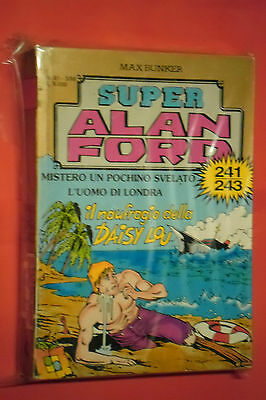 MAX BUNKER
SUPER
ALAN
FORD
MISTERO UN POCHINO SVELATO
L'UOMO DI LONDRA
241
243
il naufragio della
DAISY LOU